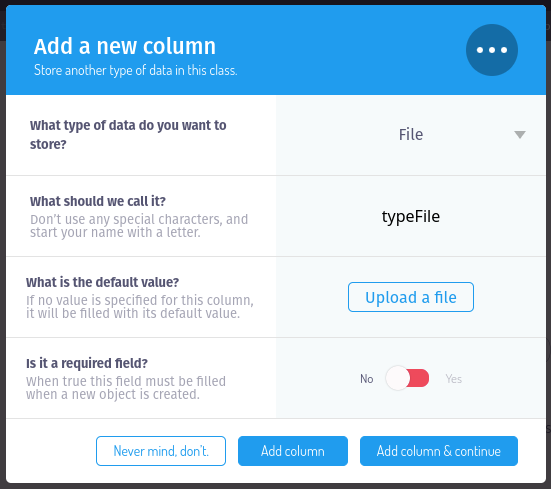 Add a new column
Store another type of data in this class.
What type of data do you want to
store?
File
What should we call it?
Don't use any special characters, and
start your name with a letter.
typeFile
What is the default value?
If no value is specified for this column,
it will be filled with its default value.
Upload a file
Is it a required field?
When true this field must be filled
when a new object is created.
No
Yes
Never mind, don't.
Add column
Add column & continue